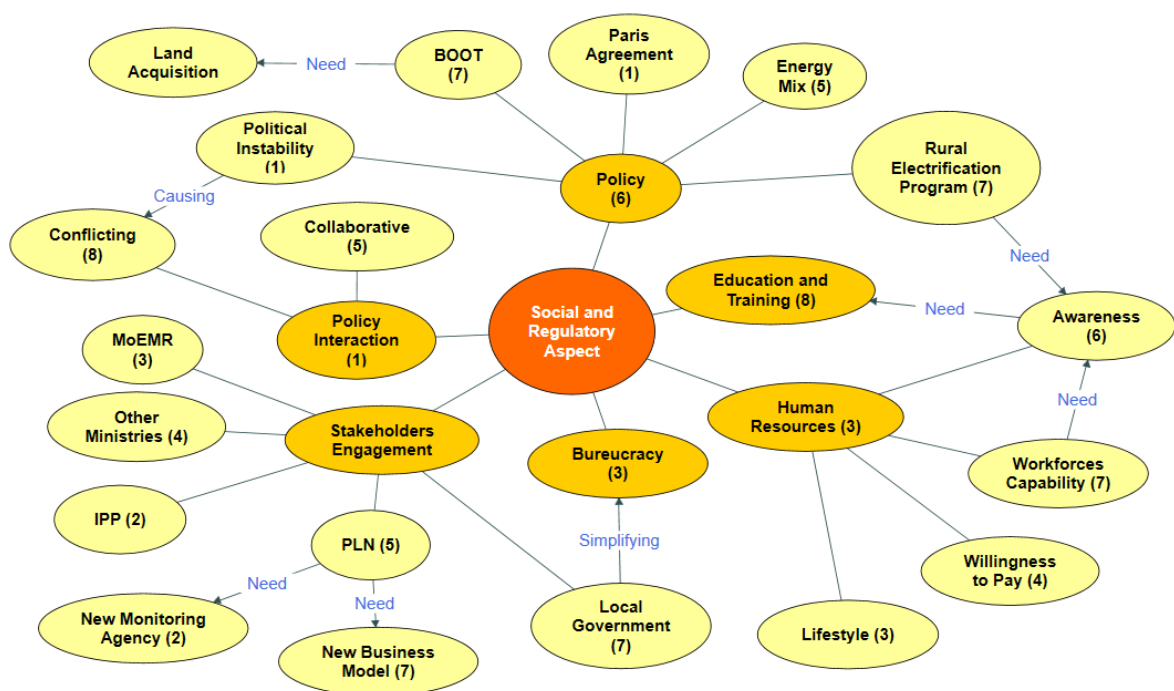 Land
Acquisition
Need
BOOT
(7)
Paris
Agreement
(1)
Energy
Mix (5)
Political
Instability
(1)
Policy
(6)
Rural
Electrification
Program (7)
Causing
Conflicting
(8)
Collaborative
(5)
Need
Education and
Training (8)
Need
Awareness
(6)
Social and
Regulatory
Aspect
Policy
Interaction
(1)
MoEMR
(3)
Need
Other
Ministries (4)
Stakeholders
Engagement
Human
Resources (3)
Bureucracy
(3)
Workforces
Capability (7)
IPP (2)
PLN (5)
Simplifying
Willingness
to Pay (4)
Need
Need
New Monitoring
Agency (2)
New Business
Model (7)
Local
Government
(7)
Lifestyle (3)